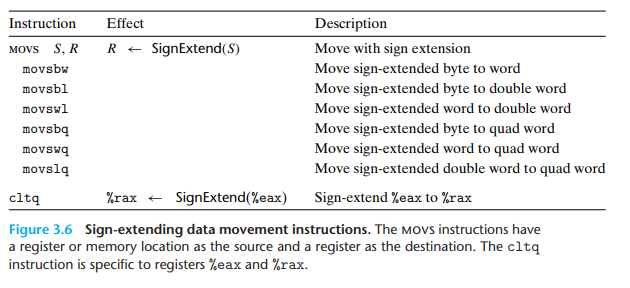 Instruction Effect Description
MOVS S, R R ← SignExtend(S) Move with sign extension
movsbw Move sign-extended byte to word
movsbl Move sign-extended byte to double word
movswl Move sign-extended word to double word
movsbq Move sign-extended byte to quad word
movswq Move sign-extended word to quad word
movslq Move sign-extended double word to quad word
cltq %rax ← SignExtend(%eax) Sign-extend %eax to %rax
Figure 3.6 Sign-extending data movement instructions. The MOVS instructions have
a register or memory location as the source and a register as the destination. The cltq
instruction is specific to registers %eax and %rax.